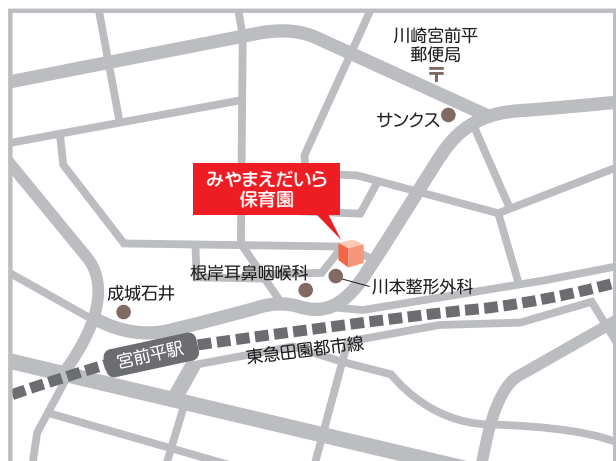 川崎宮前平
郵便局
サンクス
みやまえだいら
保育園
根岸耳鼻咽喉科
川本整形外科
成城石井
宮前平駅
東急田園都市線